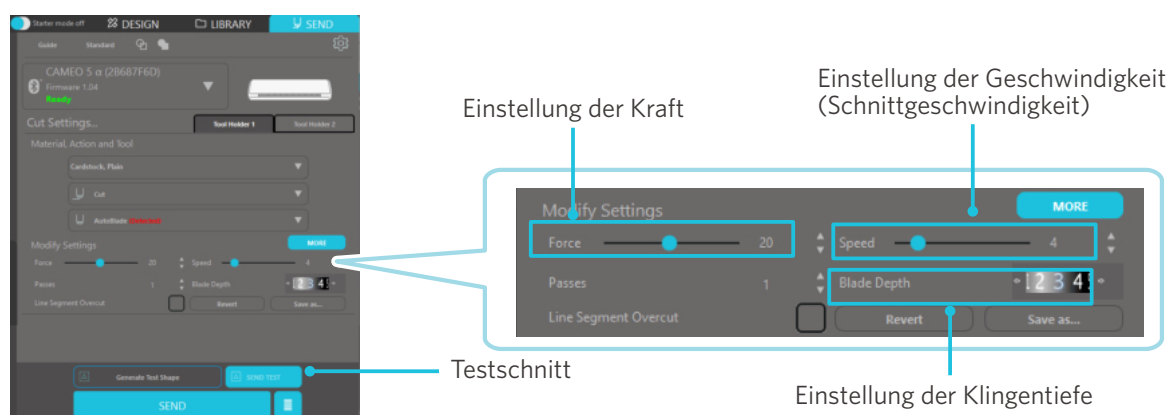 Starter mode off
DESIGN
LIBRARY
SEND
Guide
Standard
CAMEO 5 α (2B687F6D)
Firmware 1.04
Ready
Cut Settings...
Tool Holder 1
Tool Holder 2
Material, Action and Tool
Cardstock, Plain
Cut
AutoBlade (Detected)
Modify Settings
MORE
Force
20
Speed
4
Passes
1
Blade Depth
2 3 4
Line Segment Overcut
Revert
Save as...
Generate Test Shape
SEND TEST
SEND
Einstellung der Kraft
Einstellung der Geschwindigkeit
(Schnittgeschwindigkeit)
Modify Settings
MORE
Force
20
Speed
4
Passes
1
Blade Depth
2 3 4
Line Segment Overcut
Revert
Save as...
Testschnitt
Einstellung der Klingentiefe